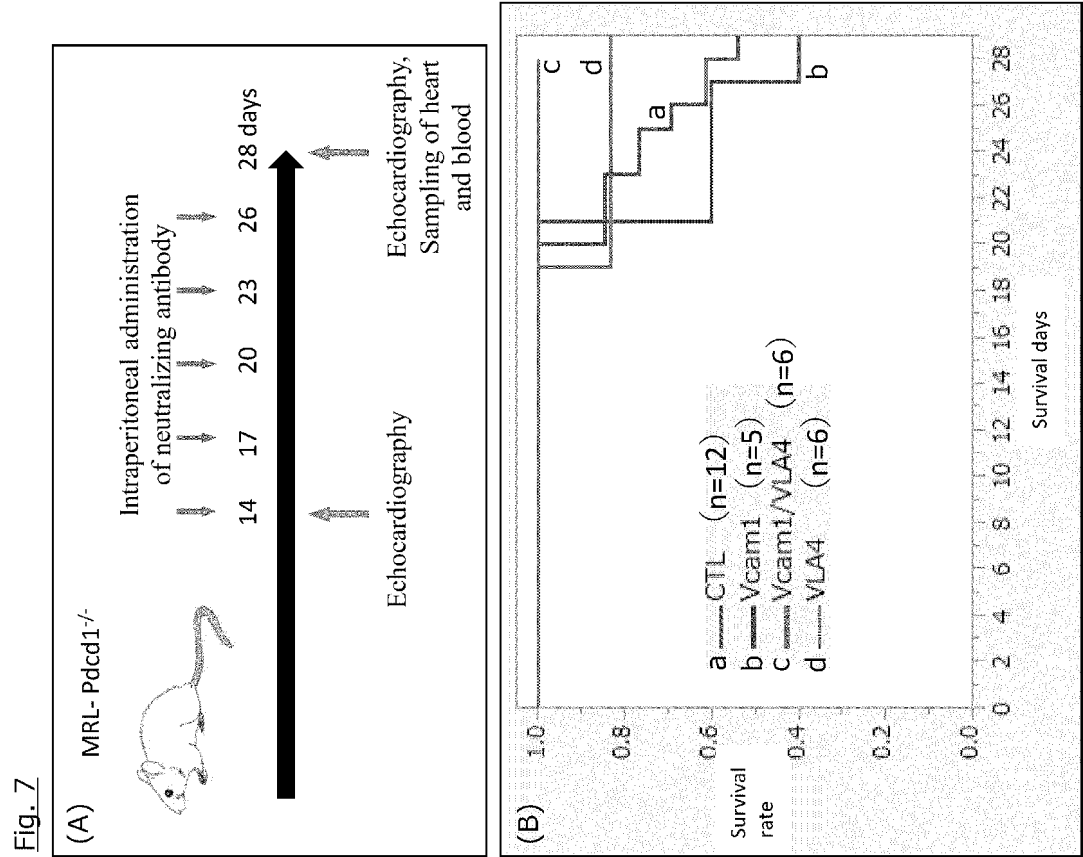 Fig. 7
(A)
MRL- Pdcd1-/-
Intraperitoneal administration
of neutralizing antibody
14 17 20 23 26 28 days
Echocardiography
Echocardiography,
Sampling of heart
and blood
(B)
Survival
rate
1.0
0.8
0.6
0.4
0.2
0.0
a CTL (n=12)
b Vcam1 (n=5)
c Vcam1/VLA4 (n=6)
d VLA4 (n=6)
c
d
a
b
0 2 4 6 8 10 12 14 16 18 20 22 24 26 28
Survival days